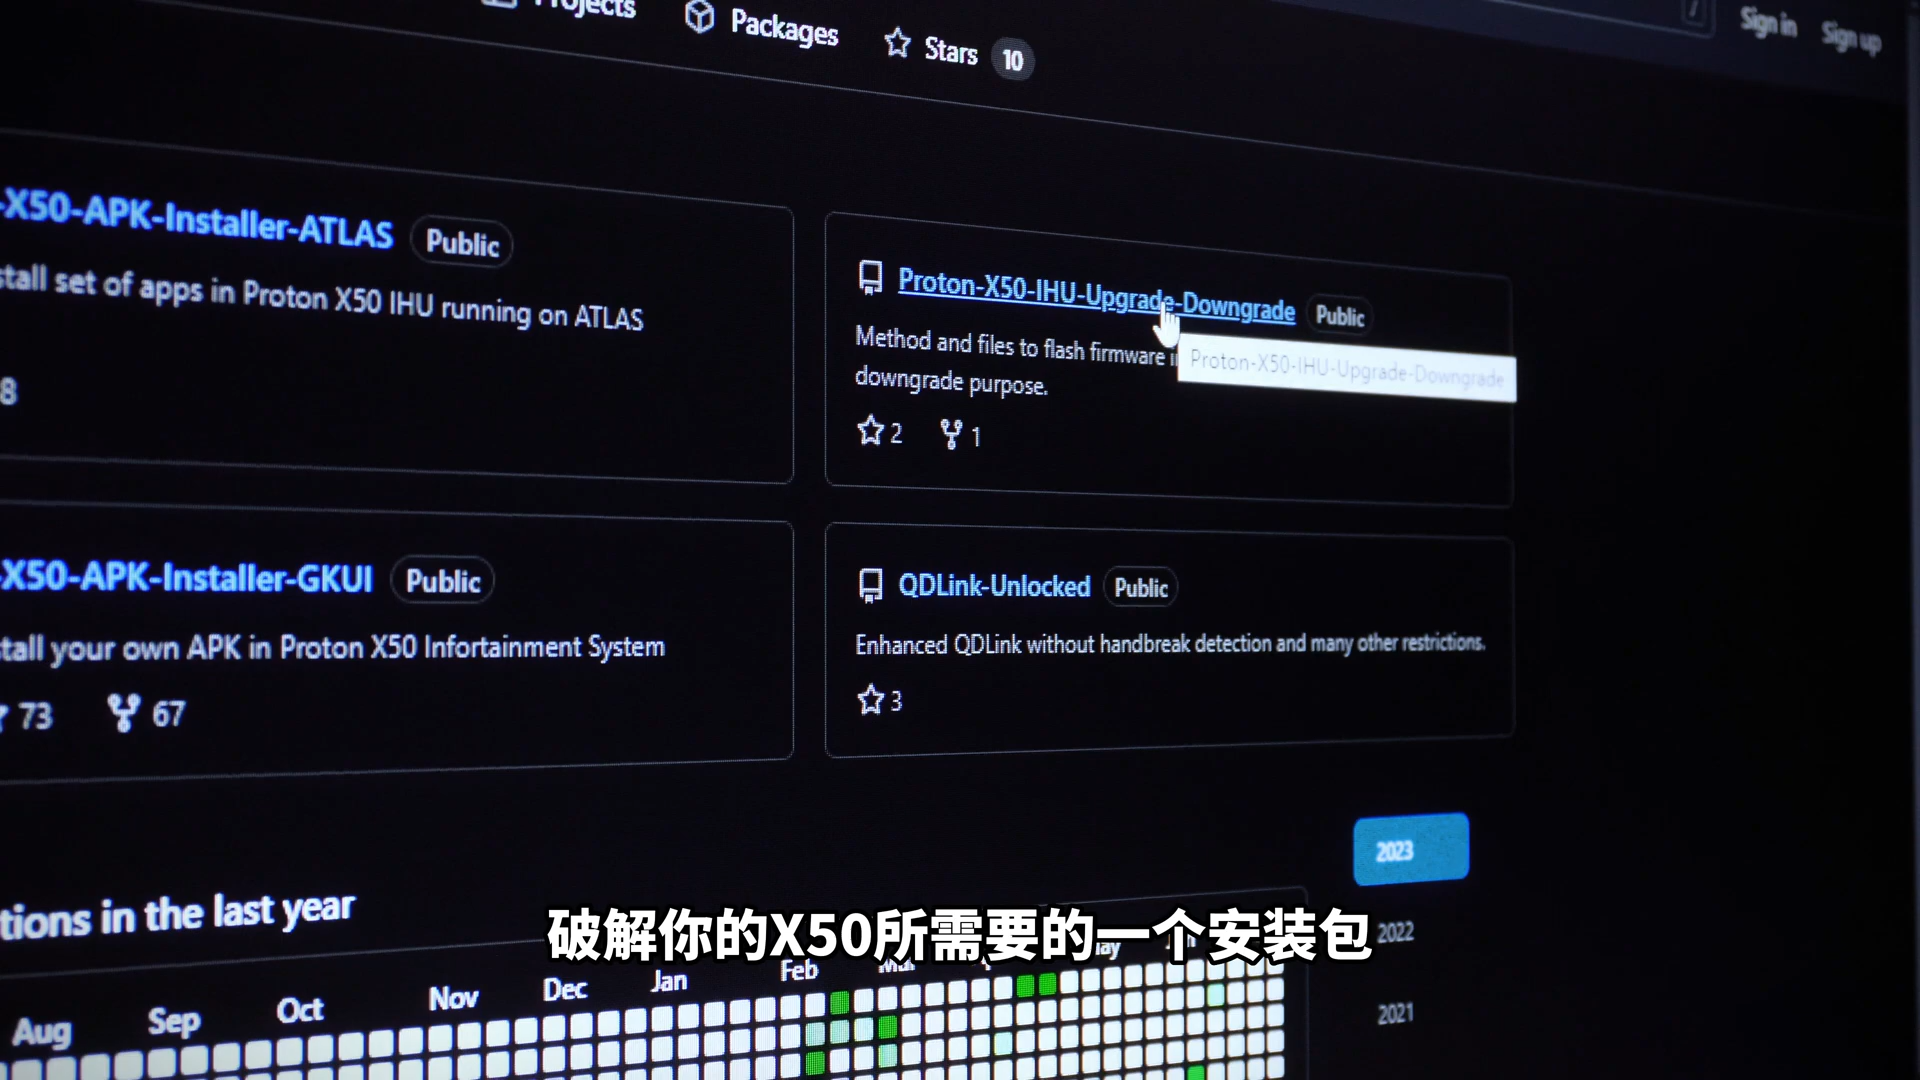 Projects
Packages
Stars 10
Sign in
Sign up
-X50-APK-Installer-ATLAS Public
stall set of apps in Proton X50 IHU running on ATLAS
8
Proton-X50-IHU-Upgrade-Downgrade Public
Method and files to flash firmware
Proton-X50-IHU-Upgrade-Downgrade
downgrade purpose.
2 1
-X50-APK-Installer-GKUI Public
tall your own APK in Proton X50 Infortainment System
73 67
QDLink-Unlocked Public
Enhanced QDLink without handbreak detection and many other restrictions.
3
2023
2022
2021
tions in the last year
破解你的X50所需要的一个安装包
Aug Sep Oct Nov Dec Jan Feb